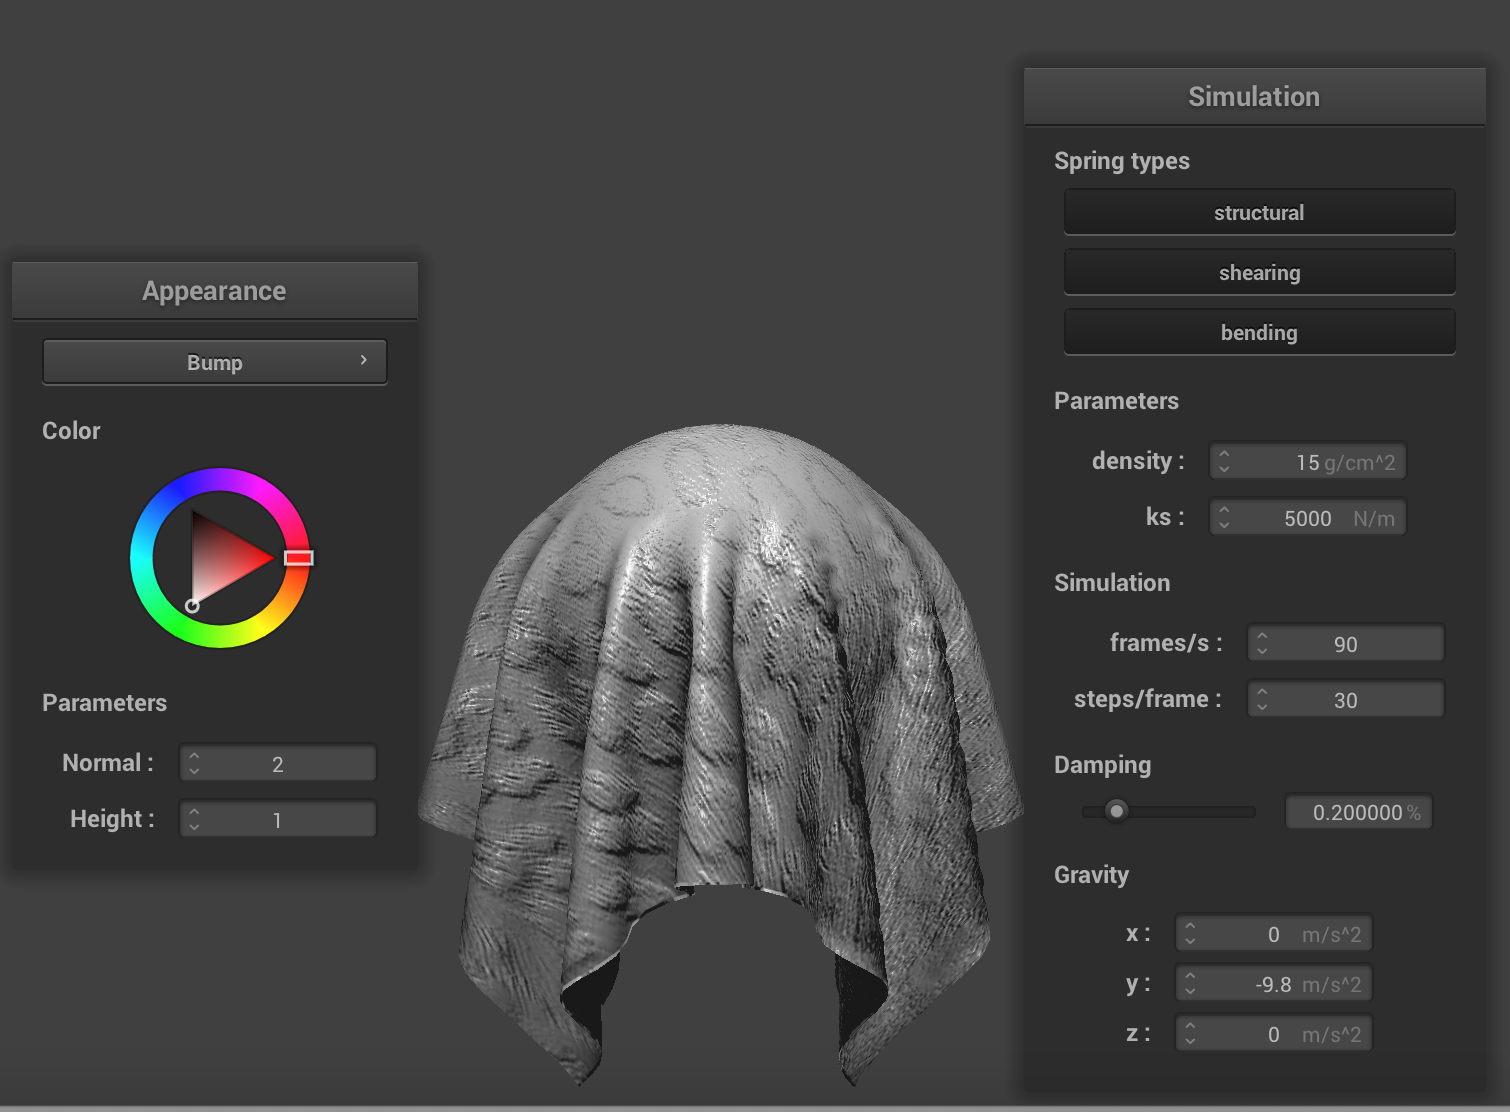 Appearance
Bump
Color
Parameters
Normal : 2
Height : 1
Simulation
Spring types
structural
shearing
bending
Parameters
density : 15 g/cm^2
ks : 5000 N/m
Simulation
frames/s : 90
steps/frame : 30
Damping
0.200000 %
Gravity
x : 0 m/s^2
y : -9.8 m/s^2
z : 0 m/s^2